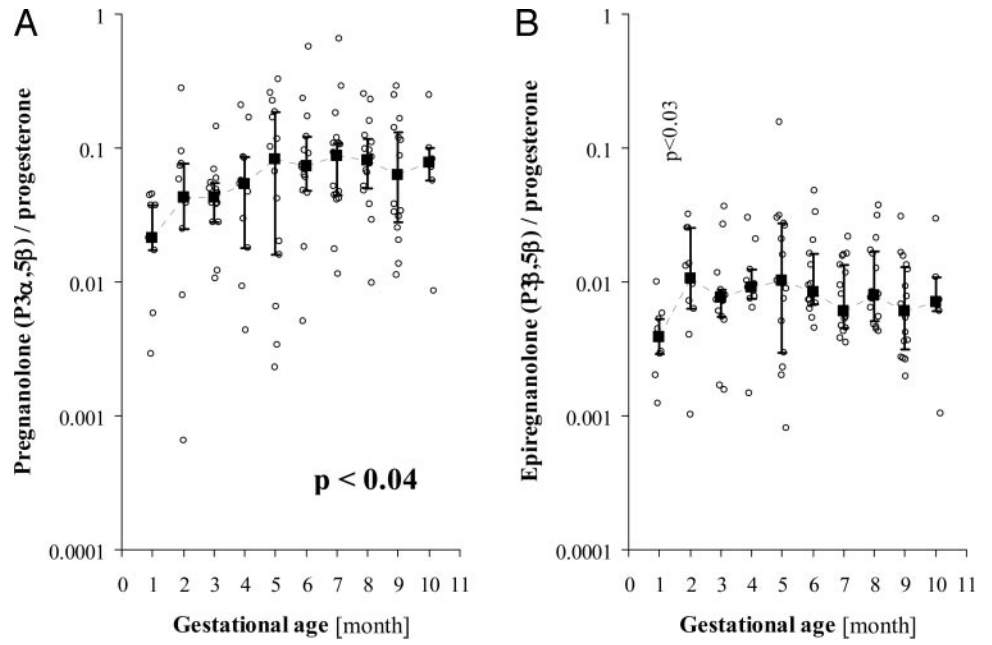 A
Pregnanolone (P3α,5β) / progesterone
1
0.1
0.01
0.001
0.0001
p < 0.04
0 1 2 3 4 5 6 7 8 9 10 11
Gestational age [month]
B
Epiregnanolone (P3β,5β) / progesterone
1
0.1
0.01
0.001
0.0001
p<0.03
0 1 2 3 4 5 6 7 8 9 10 11
Gestational age [month]